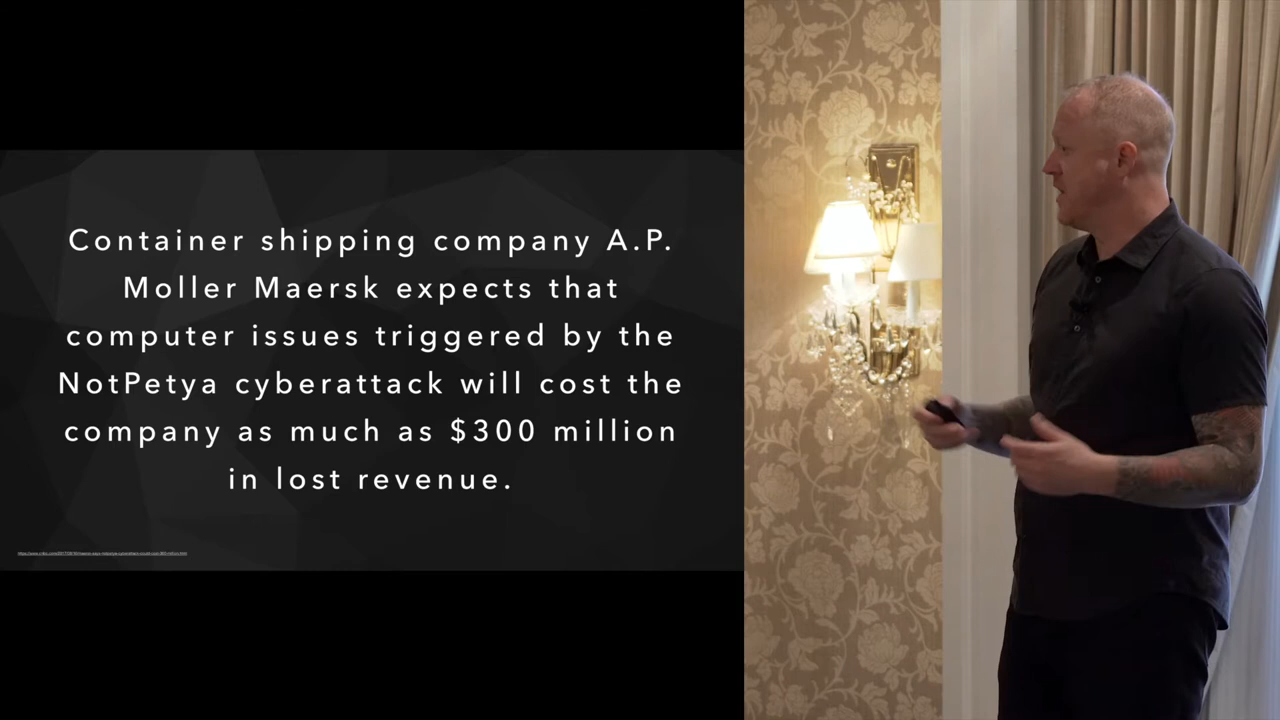 Container shipping company A.P.
Moller Maersk expects that
computer issues triggered by the
NotPetya cyberattack will cost the
company as much as $300 million
in lost revenue.